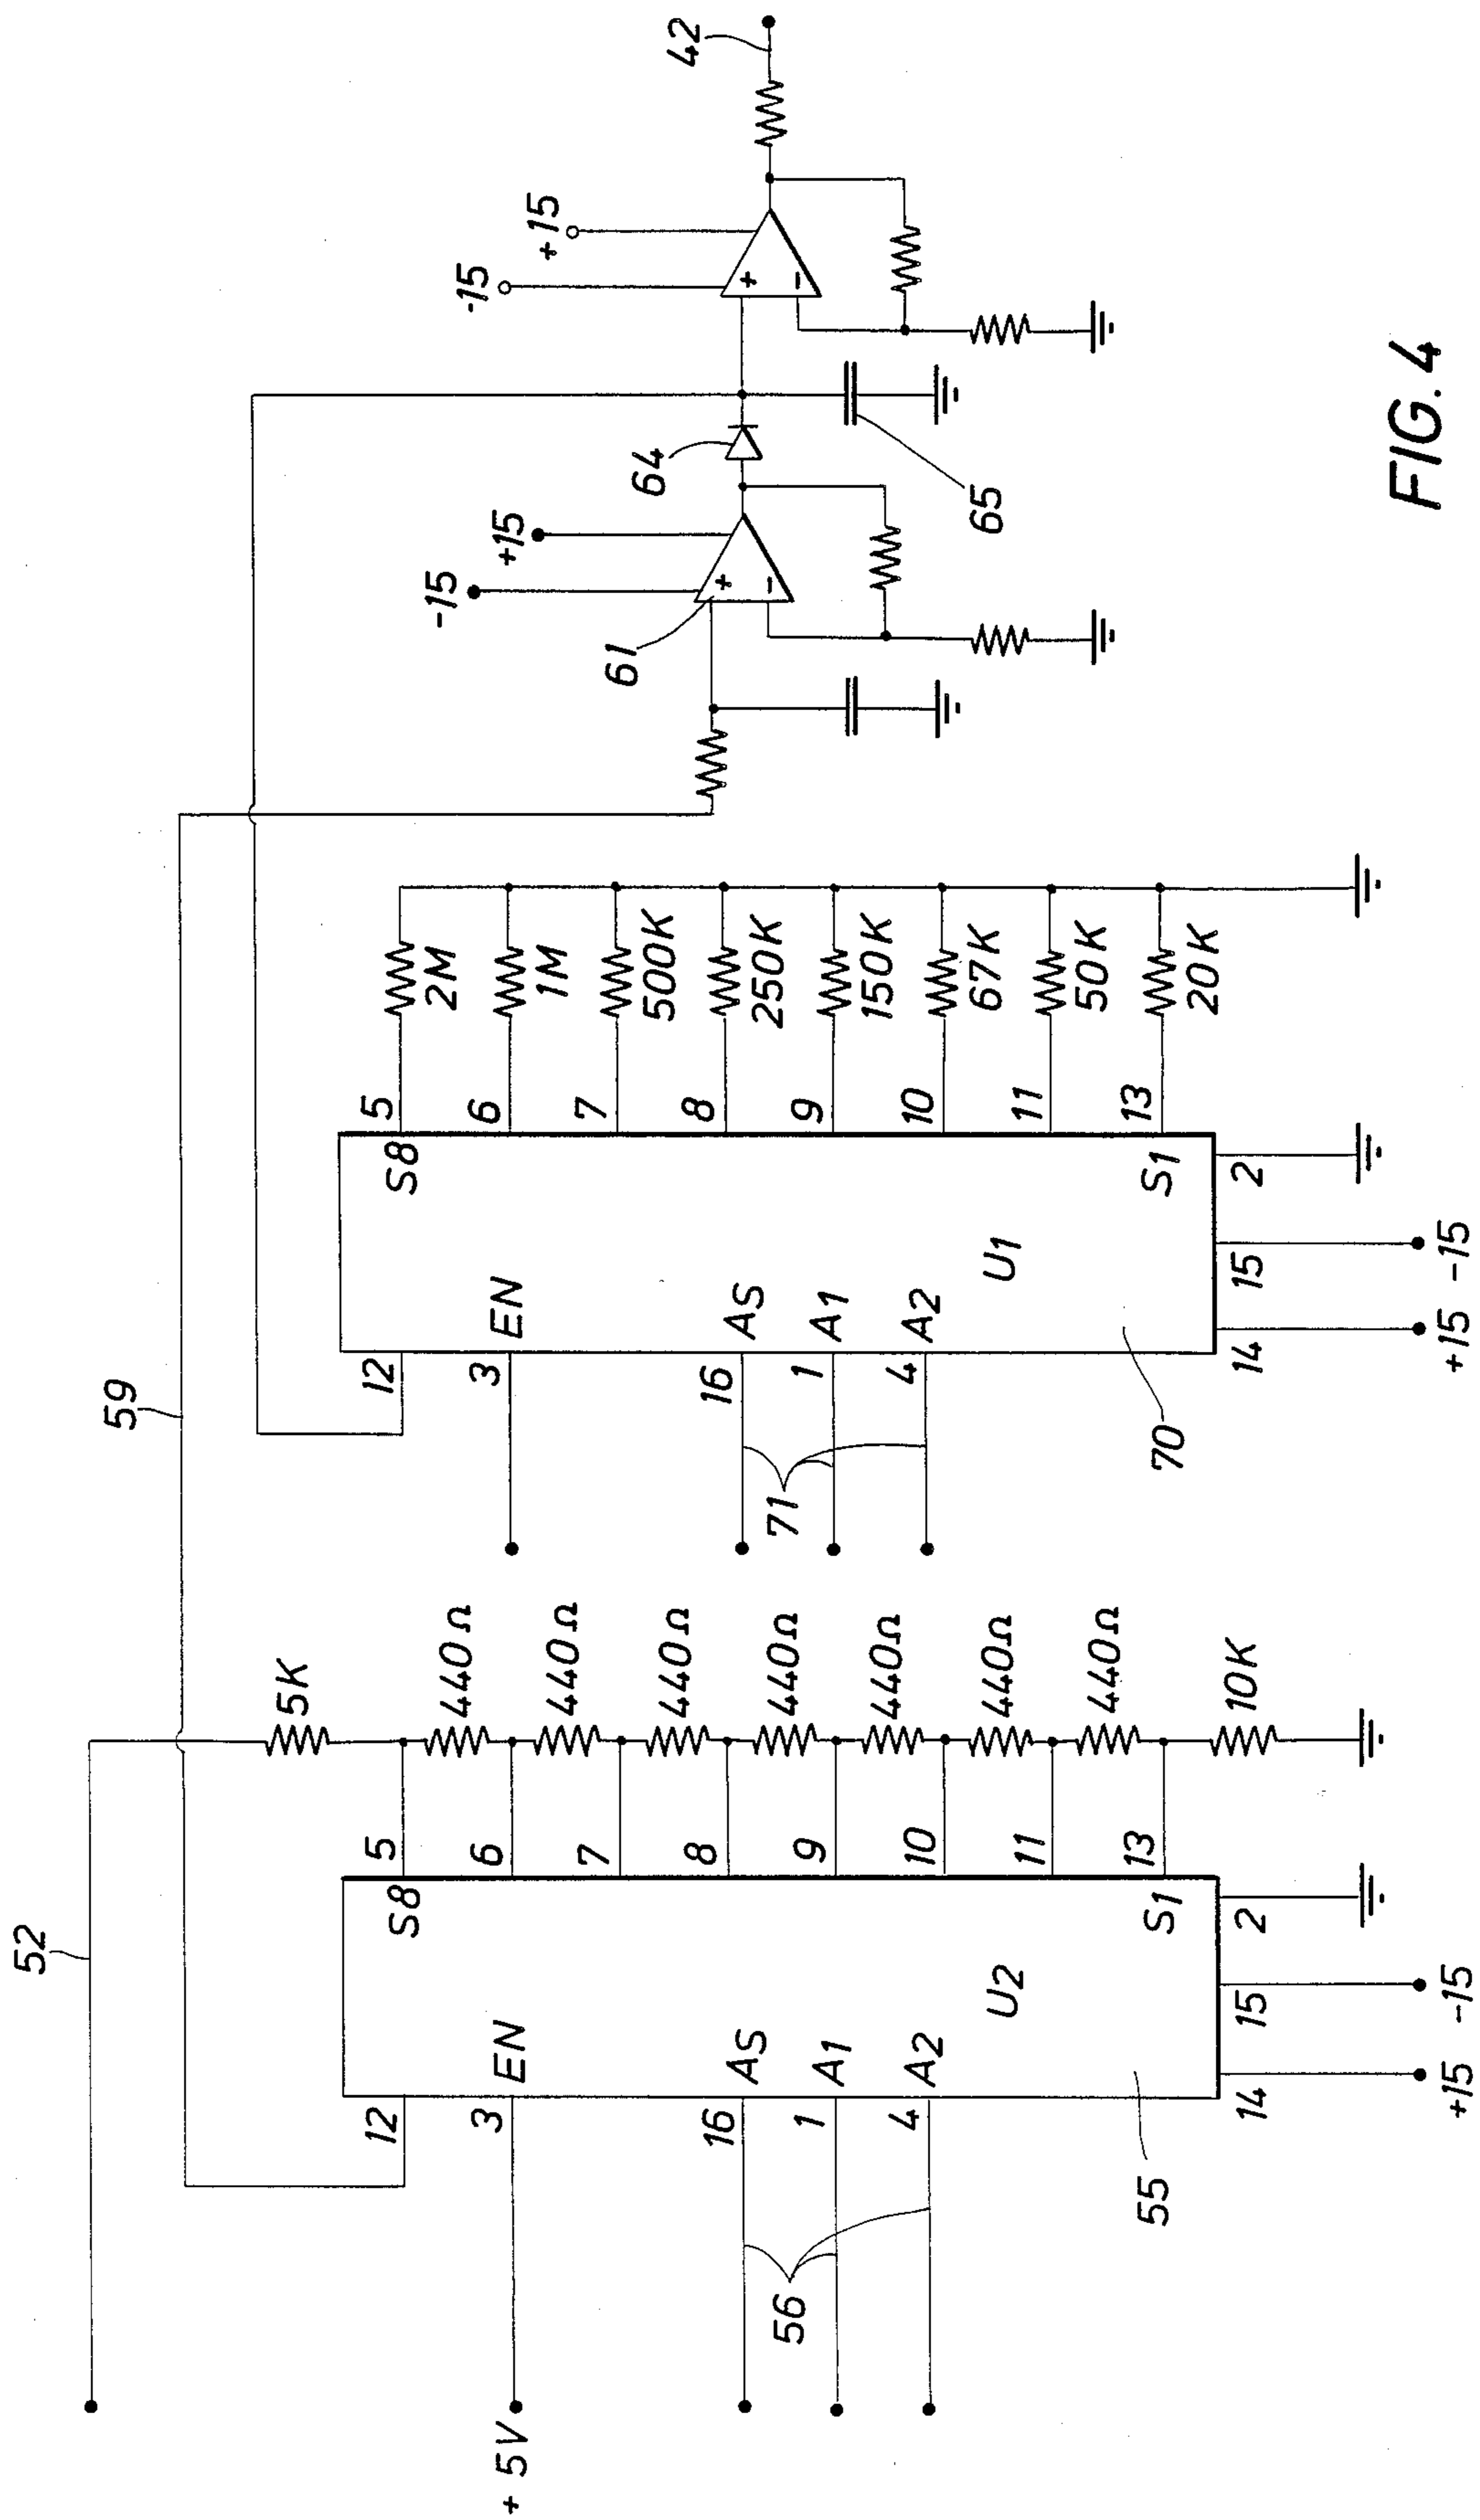 52
59
42
-15
+15
-15
+15
61
64
65
5K
440Ω
440Ω
440Ω
440Ω
440Ω
440Ω
440Ω
10K
12
S8
5
+5V
3
EN
6
7
16
AS
8
56
1
A1
9
4
A2
10
U2
11
55
S1
13
14
15
2
+15
-15
12
S8
5
2M
3
EN
6
1M
7
500K
16
AS
8
250K
71
1
A1
9
150K
4
A2
10
67K
U1
11
50K
70
S1
13
20K
14
15
2
+15
-15
FIG. 4